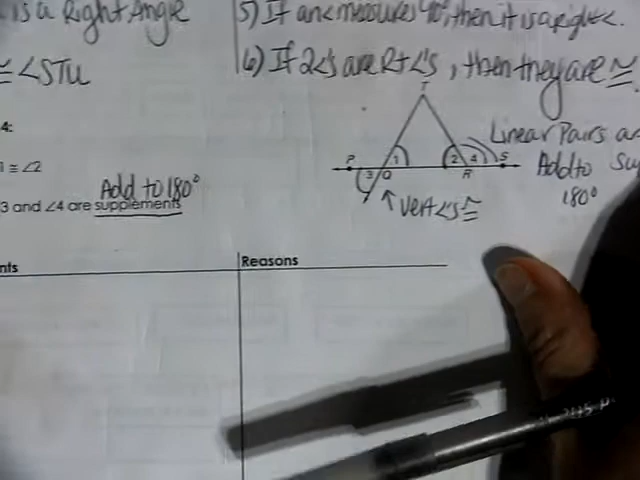 is a Right Angle
5) If an < measures 90°, then it is a right <.
≅ ∠STU
6) If 2<'s are Rt <'s, then they are ≅.
4:
T
Linear Pairs
1 ≅ ∠2
P 3 Q 1 2 R 4 S
Add to
180°
Add to 180°
3 and ∠4 are supplements
↑ Vert <'s ≅
Reasons